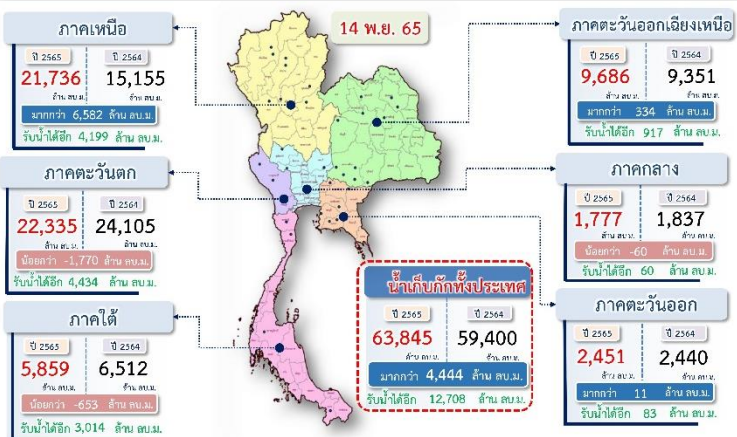 ภาคเหนือ
ปี 2565 ปี 2564
21,736 15,155
ล้าน ลบ.ม. ล้าน ลบ.ม.
มากกว่า 6,582 ล้าน ลบ.ม.
รับน้ำได้อีก 4,199 ล้าน ลบ.ม.
14 พ.ย. 65
ภาคตะวันออกเฉียงเหนือ
ปี 2565 ปี 2564
9,686 9,351
ล้าน ลบ.ม. ล้าน ลบ.ม.
มากกว่า 334 ล้าน ลบ.ม.
รับน้ำได้อีก 917 ล้าน ลบ.ม.
ภาคตะวันตก
ปี 2565 ปี 2564
22,335 24,105
ล้าน ลบ.ม. ล้าน ลบ.ม.
น้อยกว่า -1,770 ล้าน ลบ.ม.
รับน้ำได้อีก 4,434 ล้าน ลบ.ม.
ภาคกลาง
ปี 2565 ปี 2564
1,777 1,837
ล้าน ลบ.ม. ล้าน ลบ.ม.
น้อยกว่า -60 ล้าน ลบ.ม.
รับน้ำได้อีก 60 ล้าน ลบ.ม.
ภาคใต้
ปี 2565 ปี 2564
5,859 6,512
ล้าน ลบ.ม. ล้าน ลบ.ม.
น้อยกว่า -653 ล้าน ลบ.ม.
รับน้ำได้อีก 3,014 ล้าน ลบ.ม.
น้ำเก็บกักทั้งประเทศ
ปี 2565 ปี 2564
63,845 59,400
ล้าน ลบ.ม. ล้าน ลบ.ม.
มากกว่า 4,444 ล้าน ลบ.ม.
รับน้ำได้อีก 12,708 ล้าน ลบ.ม.
ภาคตะวันออก
ปี 2565 ปี 2564
2,451 2,440
ล้าน ลบ.ม. ล้าน ลบ.ม.
มากกว่า 11 ล้าน ลบ.ม.
รับน้ำได้อีก 83 ล้าน ลบ.ม.